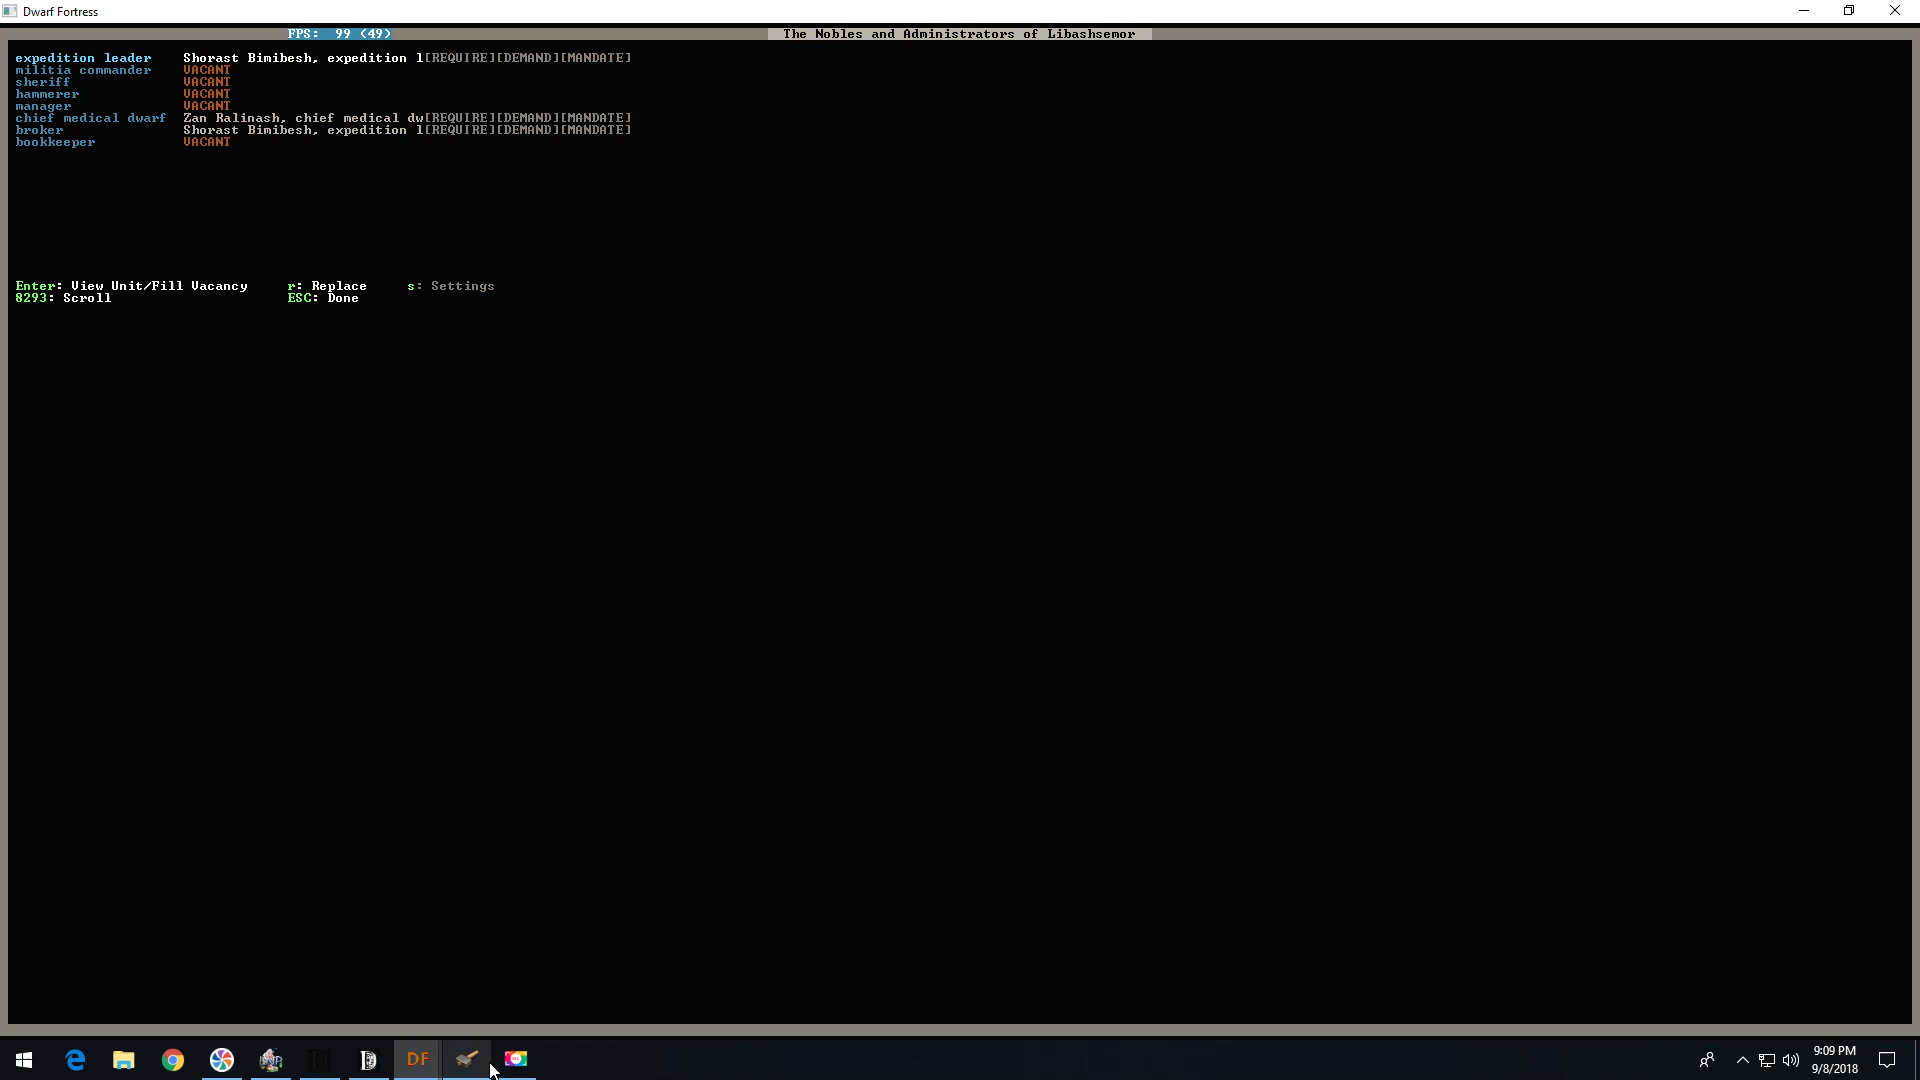 Dwarf Fortress
FPS: 99 (49)
The Nobles and Administrators of Libashsemor
expedition leader Shorast Bimibesh, expedition l[REQUIRE][DEMAND][MANDATE]
militia commander VACANT
sheriff VACANT
hammerer VACANT
manager VACANT
chief medical dwarf Zan Ralinash, chief medical dw[REQUIRE][DEMAND][MANDATE]
broker Shorast Bimibesh, expedition l[REQUIRE][DEMAND][MANDATE]
bookkeeper VACANT
Enter: View Unit/Fill Vacancy r: Replace s: Settings
8293: Scroll ESC: Done
DF
9:09 PM
9/8/2018